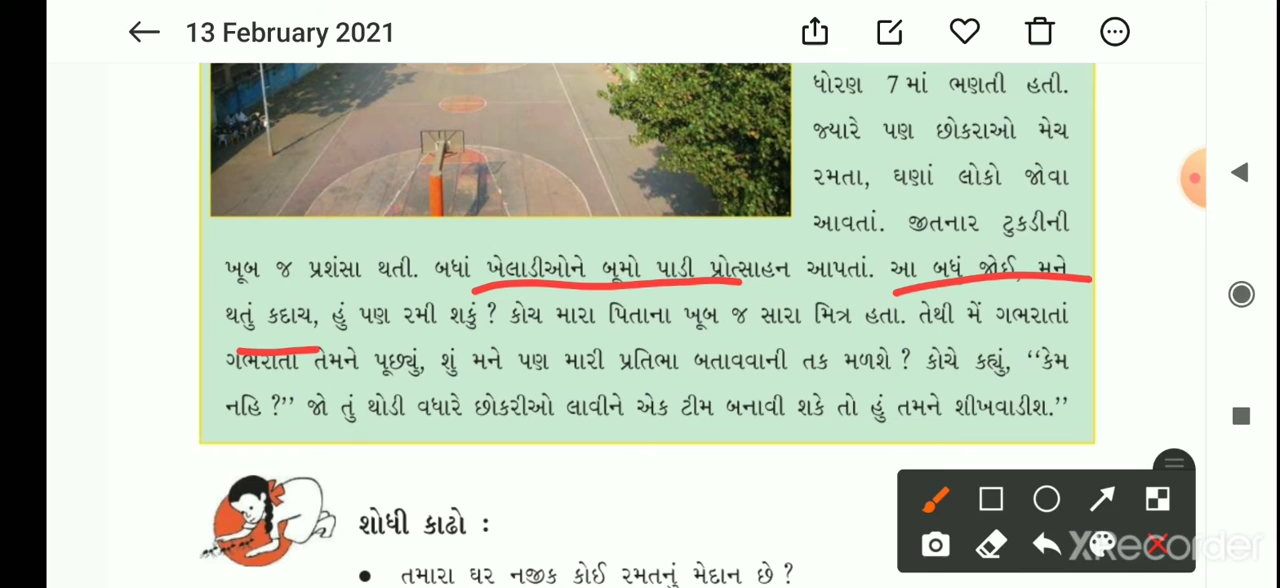 13 February 2021
ધોરણ 7માં ભણતી હતી.
જ્યારે પણ છોકરાઓ મેચ
રમતા, ઘણાં લોકો જોવા
આવતાં. જીતનાર ટુકડીની
ખૂબ જ પ્રશંસા થતી. બધાં ખેલાડીઓને બૂમો પાડી પ્રોત્સાહન આપતાં. આ બધું જોઈ, મને
થતું કદાચ, હું પણ રમી શકું ? કોચ મારા પિતાના ખૂબ જ સારા મિત્ર હતા. તેથી મેં ગભરાતાં
ગભરાતાં તેમને પૂછ્યું, શું મને પણ મારી પ્રતિભા બતાવવાની તક મળશે ? કોચે કહ્યું, “કેમ
નહિ ?” જો તું થોડી વધારે છોકરીઓ લાવીને એક ટીમ બનાવી શકે તો હું તમને શીખવાડીશ.”
શોધી કાઢો :
● તમારા ઘર નજીક કોઈ રમતનું મેદાન છે ?
XRecorder